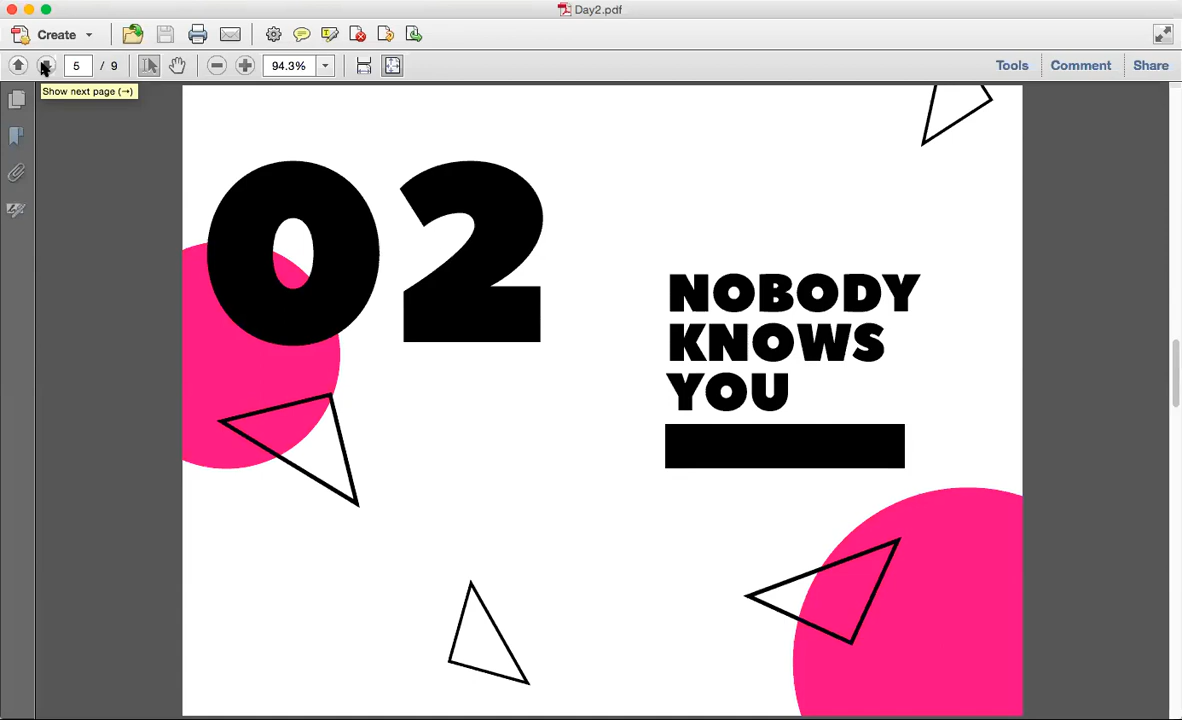 Day2.pdf
Create
5 / 9
94.3%
Tools
Comment
Share
Show next page (→)
02
NOBODY
KNOWS
YOU